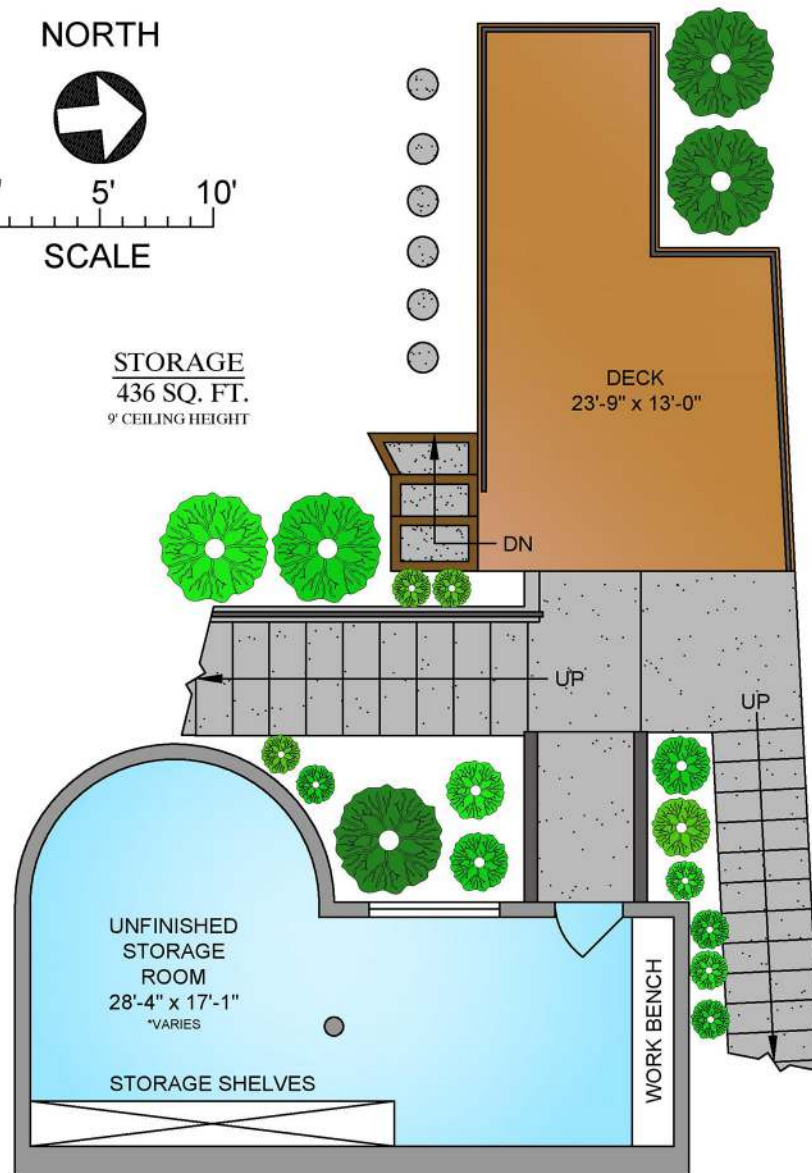 NORTH
5' 10'
SCALE
STORAGE
436 SQ. FT.
9' CEILING HEIGHT
DECK
23'-9" x 13'-0"
DN
UP
UP
UNFINISHED
STORAGE
ROOM
28'-4" x 17'-1"
*VARIES
STORAGE SHELVES
WORK BENCH